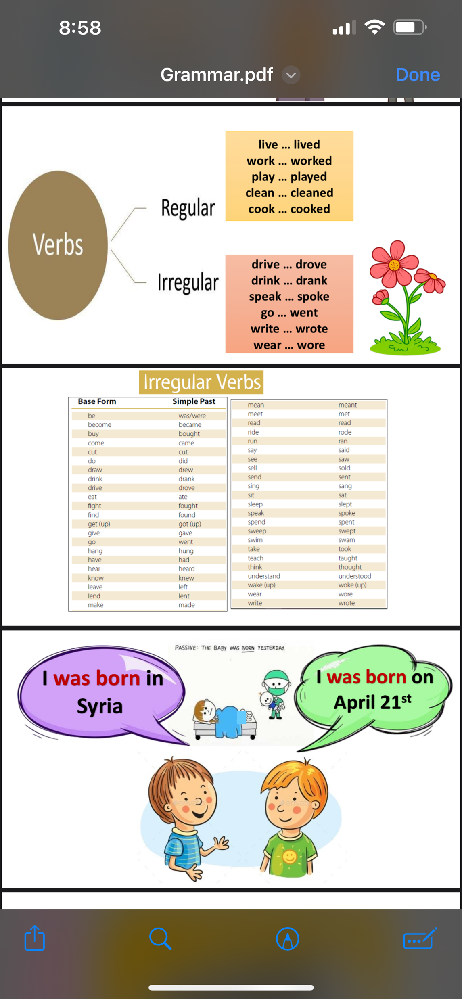 8:58
Grammar.pdf
Done
Verbs
Regular
live ... lived
work ... worked
play ... played
clean ... cleaned
cook ... cooked
Irregular
drive ... drove
drink ... drank
speak ... spoke
go ... went
write ... wrote
wear ... wore
Irregular Verbs
Base Form Simple Past
be was/were
become became
buy bought
come came
cut cut
do did
draw drew
drink drank
drive drove
eat ate
fight fought
find found
get (up) got (up)
give gave
go went
hang hung
have had
hear heard
know knew
leave left
lend lent
make made
mean meant
meet met
read read
ride rode
run ran
say said
see saw
sell sold
send sent
sing sang
sit sat
sleep slept
speak spoke
spend spent
sweep swept
swim swam
take took
teach taught
think thought
understand understood
wake (up) woke (up)
wear wore
write wrote
PASSIVE: THE BABY WAS BORN YESTERDAY.
I was born in
Syria
I was born on
April 21st
envato
envato